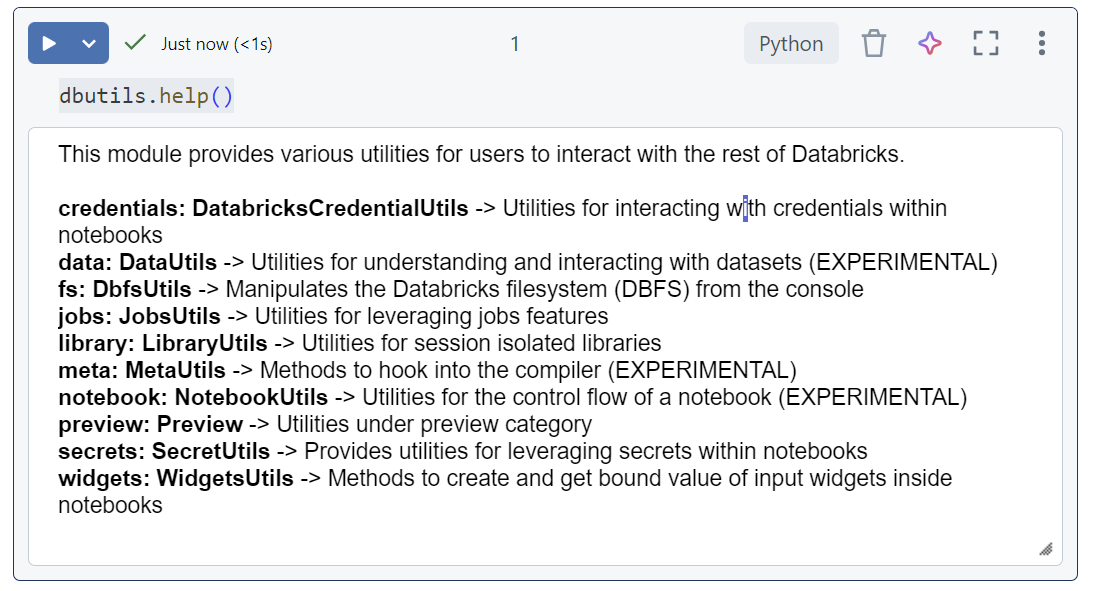 Just now (<1s)
1
Python
dbutils.help()
This module provides various utilities for users to interact with the rest of Databricks.
credentials: DatabricksCredentialUtils -> Utilities for interacting with credentials within
notebooks
data: DataUtils -> Utilities for understanding and interacting with datasets (EXPERIMENTAL)
fs: DbfsUtils -> Manipulates the Databricks filesystem (DBFS) from the console
jobs: JobsUtils -> Utilities for leveraging jobs features
library: LibraryUtils -> Utilities for session isolated libraries
meta: MetaUtils -> Methods to hook into the compiler (EXPERIMENTAL)
notebook: NotebookUtils -> Utilities for the control flow of a notebook (EXPERIMENTAL)
preview: Preview -> Utilities under preview category
secrets: SecretUtils -> Provides utilities for leveraging secrets within notebooks
widgets: WidgetsUtils -> Methods to create and get bound value of input widgets inside
notebooks